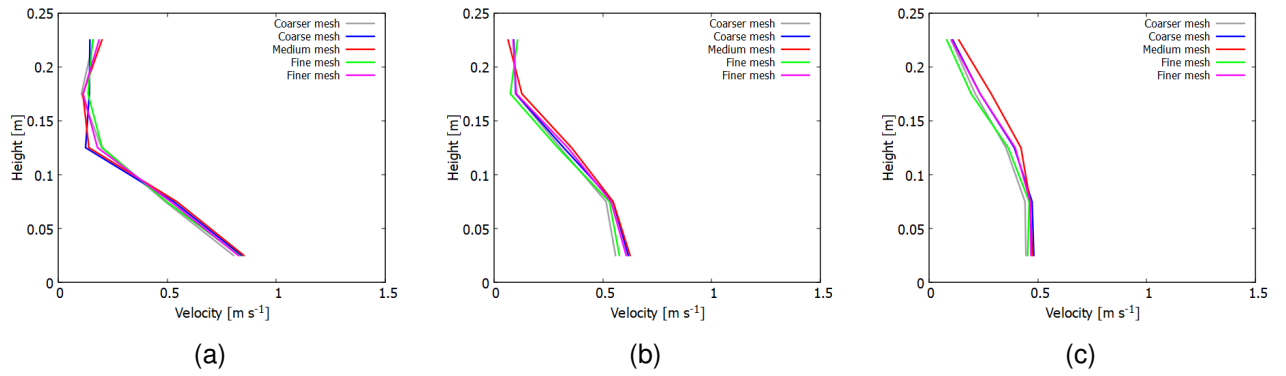 0.25
0.2
0.15
0.1
0.05
0
Height [m]
0
0.5
1
1.5
Velocity [m s⁻¹]
Coarser mesh
Coarse mesh
Medium mesh
Fine mesh
Finer mesh
(a)
0.25
0.2
0.15
0.1
0.05
0
Height [m]
0
0.5
1
1.5
Velocity [m s⁻¹]
Coarser mesh
Coarse mesh
Medium mesh
Fine mesh
Finer mesh
(b)
0.25
0.2
0.15
0.1
0.05
0
Height [m]
0
0.5
1
1.5
Velocity [m s⁻¹]
Coarser mesh
Coarse mesh
Medium mesh
Fine mesh
Finer mesh
(c)